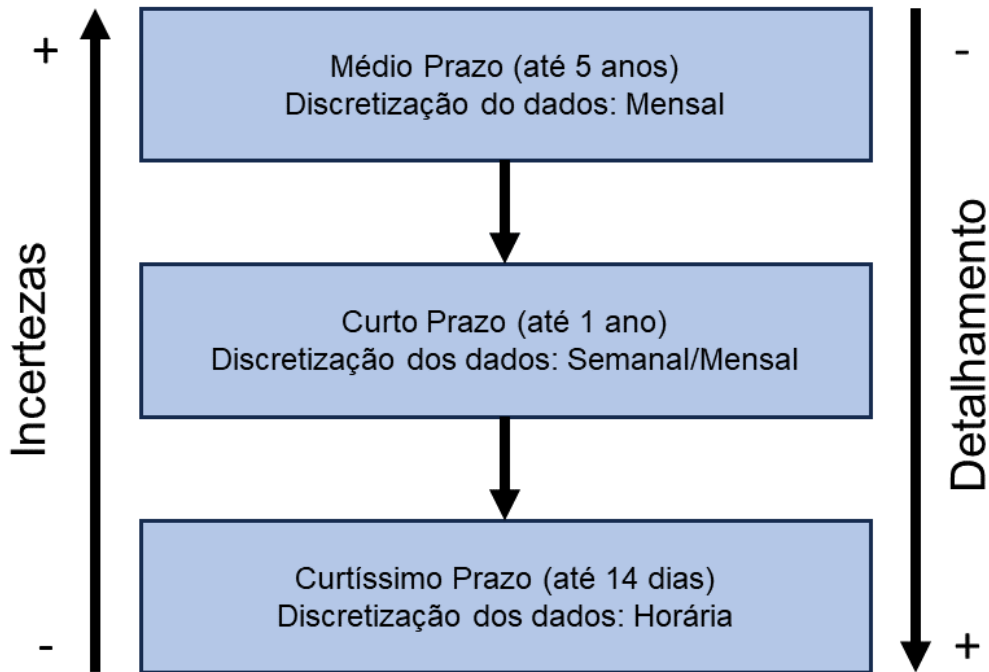 +
Médio Prazo (até 5 anos)
Discretização do dados: Mensal
-
Incertezas
Curto Prazo (até 1 ano)
Discretização dos dados: Semanal/Mensal
Detalhamento
Curtíssimo Prazo (até 14 dias)
Discretização dos dados: Horária
-
+